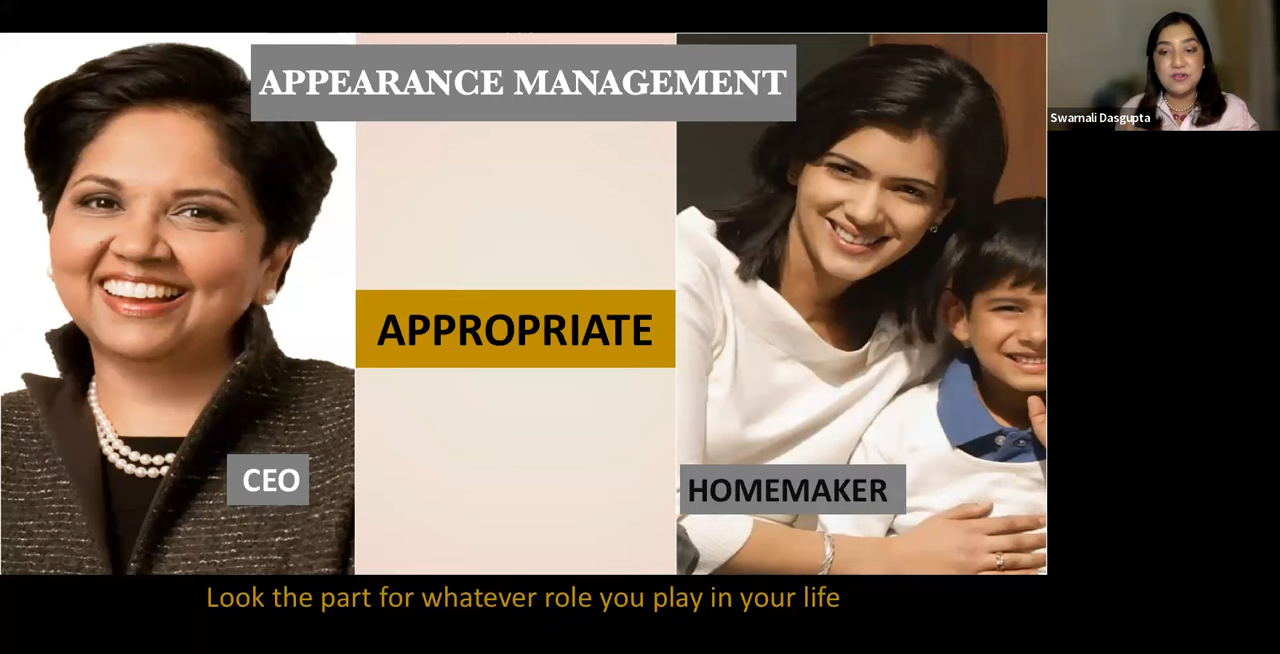 APPEARANCE MANAGEMENT
Swarnali Dasgupta
APPROPRIATE
CEO
HOMEMAKER
Look the part for whatever role you play in your life